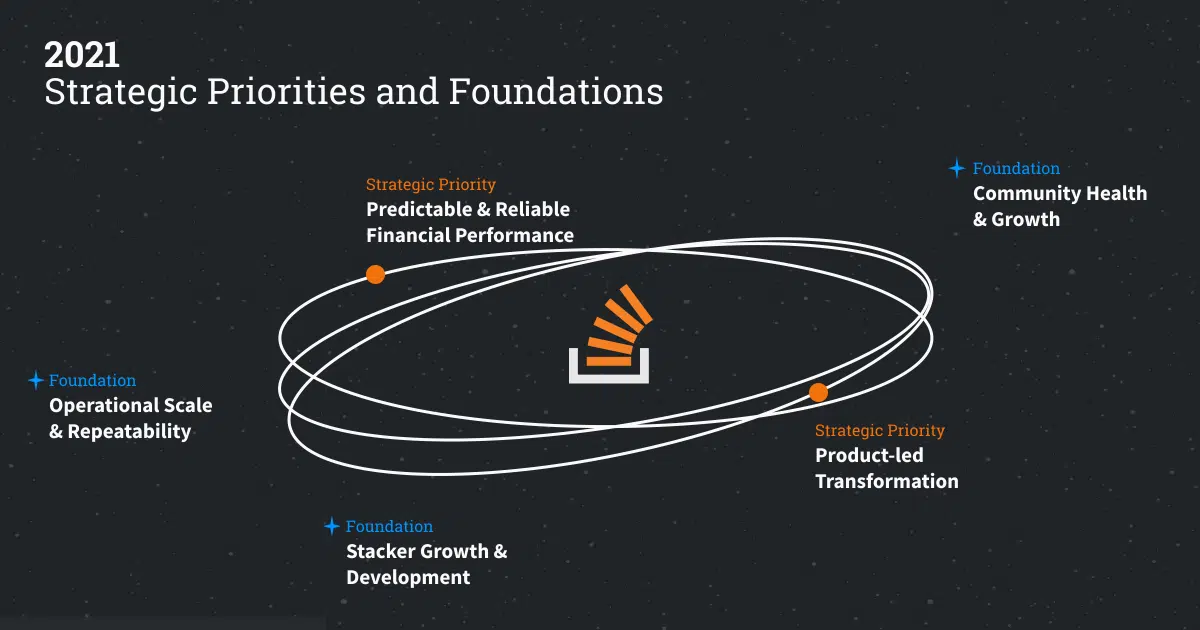 2021
Strategic Priorities and Foundations
Foundation
Community Health
& Growth
Strategic Priority
Predictable & Reliable
Financial Performance
Foundation
Operational Scale
& Repeatability
Strategic Priority
Product-led
Transformation
Foundation
Stacker Growth &
Development